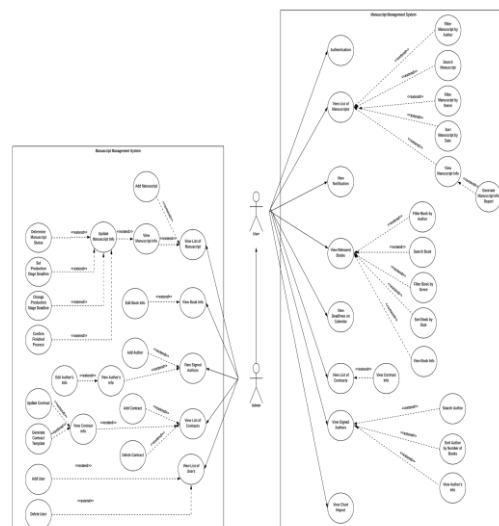 Manuscript Management System
Filter
Manuscript by
Author
Search
Manuscript
Filter
Manuscript by
Genre
Sort
Manuscript by
Date
View
Manuscript Info
Generate
Manuscript Info
Report
Authentication
View List of
Manuscripts
View
Notification
View Released
Books
Filter Book by
Author
Search Book
Filter Book by
Genre
Sort Book by
Date
View Book Info
View
Deadlines on
Calendar
View List of
Contracts
View Contract
Info
View Signed
Authors
Search Author
Sort Author
by Number of
Books
View Author's
Info
View Chart
Report
User
Admin
Manuscript Management System
Add Manuscript
Determine
Manuscript
Status
Update
Manuscript Info
View
Manuscript Info
View List of
Manuscript
Set
Production
Stage Deadline
Change
Production
Stage Deadline
Confirm
Finished
Process
Edit Book Info
View Book Info
Add Author
Edit Author's
Info
View Author's
Info
View Signed
Authors
Update Contract
Generate
Contract
Template
View Contract
Info
Add Contract
Delete Contract
View List of
Contracts
Add User
Delete User
View List of
Users
<<extend>>